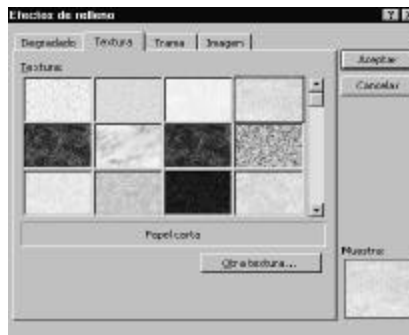 Efectos de relleno
Degradado Textura Trama Imagen
Textura:
Aceptar
Cancelar
Papel carta
Otra textura...
Muestra: